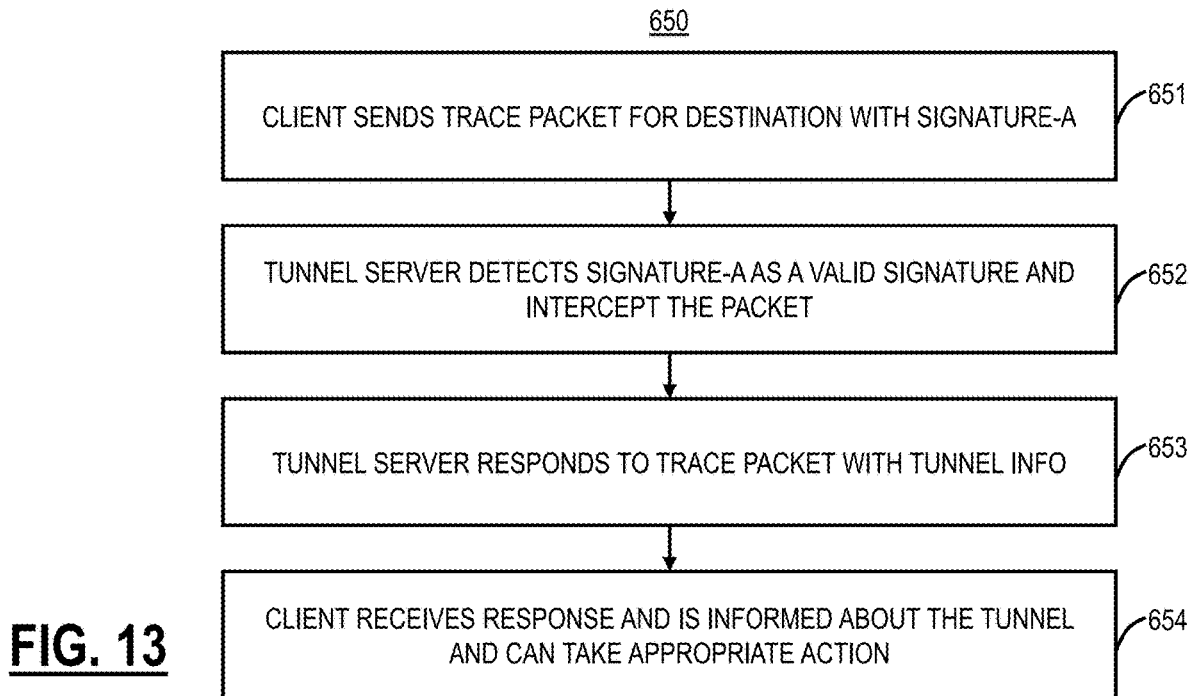 650
CLIENT SENDS TRACE PACKET FOR DESTINATION WITH SIGNATURE-A
651
TUNNEL SERVER DETECTS SIGNATURE-A AS A VALID SIGNATURE AND
INTERCEPT THE PACKET
652
TUNNEL SERVER RESPONDS TO TRACE PACKET WITH TUNNEL INFO
653
CLIENT RECEIVES RESPONSE AND IS INFORMED ABOUT THE TUNNEL
AND CAN TAKE APPROPRIATE ACTION
654
FIG. 13